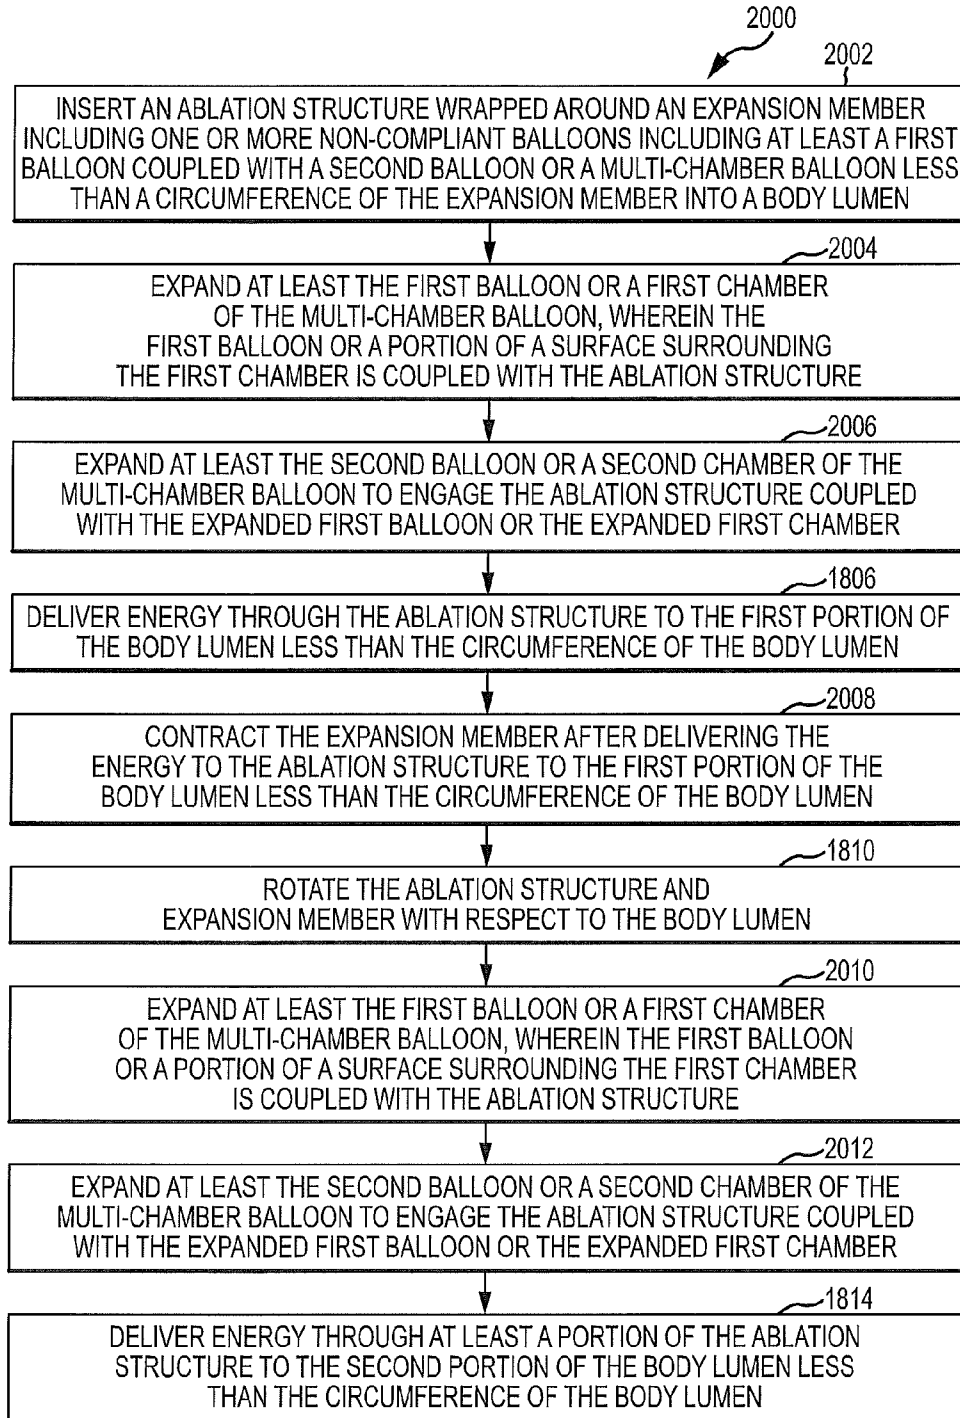 2000
2002
INSERT AN ABLATION STRUCTURE WRAPPED AROUND AN EXPANSION MEMBER
INCLUDING ONE OR MORE NON-COMPLIANT BALLOONS INCLUDING AT LEAST A FIRST
BALLOON COUPLED WITH A SECOND BALLOON OR A MULTI-CHAMBER BALLOON LESS
THAN A CIRCUMFERENCE OF THE EXPANSION MEMBER INTO A BODY LUMEN
2004
EXPAND AT LEAST THE FIRST BALLOON OR A FIRST CHAMBER
OF THE MULTI-CHAMBER BALLOON, WHEREIN THE
FIRST BALLOON OR A PORTION OF A SURFACE SURROUNDING
THE FIRST CHAMBER IS COUPLED WITH THE ABLATION STRUCTURE
2006
EXPAND AT LEAST THE SECOND BALLOON OR A SECOND CHAMBER OF THE
MULTI-CHAMBER BALLOON TO ENGAGE THE ABLATION STRUCTURE COUPLED
WITH THE EXPANDED FIRST BALLOON OR THE EXPANDED FIRST CHAMBER
1806
DELIVER ENERGY THROUGH THE ABLATION STRUCTURE TO THE FIRST PORTION OF
THE BODY LUMEN LESS THAN THE CIRCUMFERENCE OF THE BODY LUMEN
2008
CONTRACT THE EXPANSION MEMBER AFTER DELIVERING THE
ENERGY TO THE ABLATION STRUCTURE TO THE FIRST PORTION OF THE
BODY LUMEN LESS THAN THE CIRCUMFERENCE OF THE BODY LUMEN
1810
ROTATE THE ABLATION STRUCTURE AND
EXPANSION MEMBER WITH RESPECT TO THE BODY LUMEN
2010
EXPAND AT LEAST THE FIRST BALLOON OR A FIRST CHAMBER
OF THE MULTI-CHAMBER BALLOON, WHEREIN THE FIRST BALLOON
OR A PORTION OF A SURFACE SURROUNDING THE FIRST CHAMBER
IS COUPLED WITH THE ABLATION STRUCTURE
2012
EXPAND AT LEAST THE SECOND BALLOON OR A SECOND CHAMBER OF THE
MULTI-CHAMBER BALLOON TO ENGAGE THE ABLATION STRUCTURE COUPLED
WITH THE EXPANDED FIRST BALLOON OR THE EXPANDED FIRST CHAMBER
1814
DELIVER ENERGY THROUGH AT LEAST A PORTION OF THE ABLATION
STRUCTURE TO THE SECOND PORTION OF THE BODY LUMEN LESS
THAN THE CIRCUMFERENCE OF THE BODY LUMEN